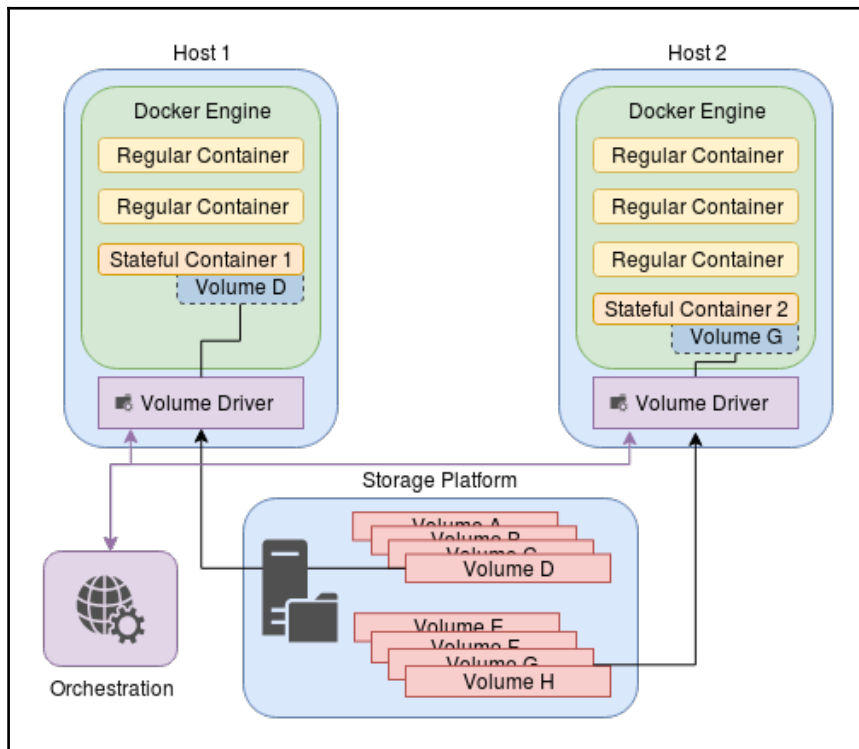 Host 1
Docker Engine
Regular Container
Regular Container
Stateful Container 1
Volume D
Volume Driver
Host 2
Docker Engine
Regular Container
Regular Container
Regular Container
Stateful Container 2
Volume G
Volume Driver
Storage Platform
Volume A
Volume B
Volume C
Volume D
Volume E
Volume F
Volume G
Volume H
Orchestration